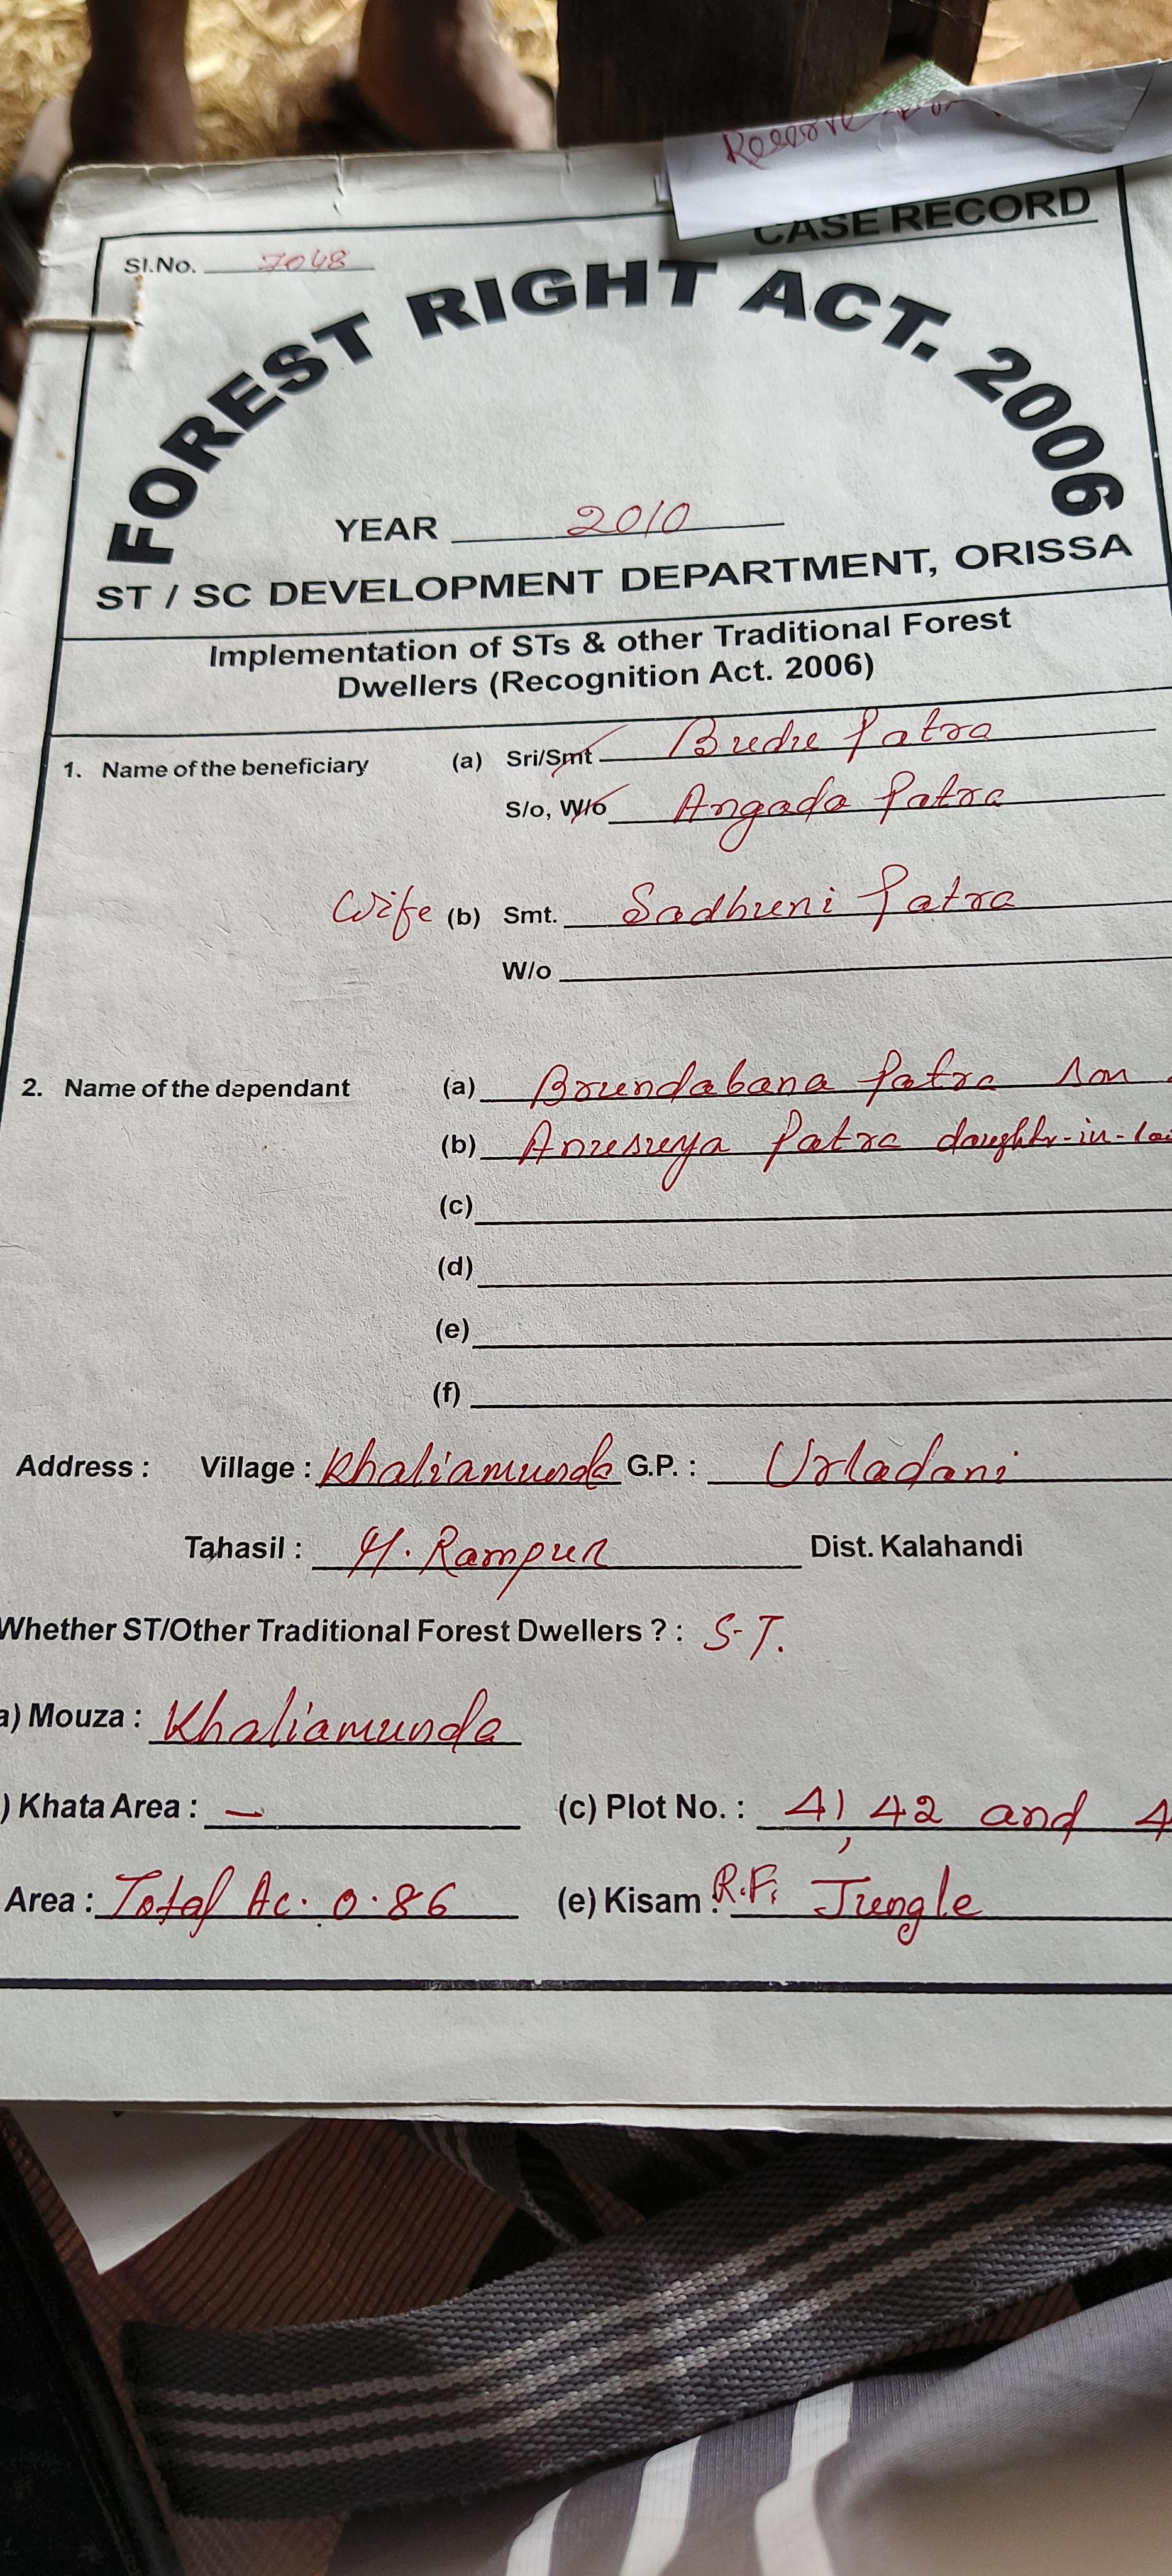 Reserve
CASE RECORD
Sl.No. 7048
FOREST RIGHT ACT. 2006
YEAR 2010
ST / SC DEVELOPMENT DEPARTMENT, ORISSA
Implementation of STs & other Traditional Forest
Dwellers (Recognition Act. 2006)
1. Name of the beneficiary (a) Sri/Smt Budu Patra
S/o, W/o Angada Patra
Wife (b) Smt. Sadhuni Patra
W/o
2. Name of the dependant (a) Brundabana Patra Son
(b) Anusuya Patra daughter-in-la
(c)
(d)
(e)
(f)
Address : Village : Khaliamunda G.P. : Urladani
Tahasil : M. Rampur Dist. Kalahandi
Whether ST/Other Traditional Forest Dwellers ? : S.T.
a) Mouza : Khaliamunda
) Khata Area : — (c) Plot No. : 41, 42 and 4
Area : Total Ac. 0.86 (e) Kisam : R.F. Jungle